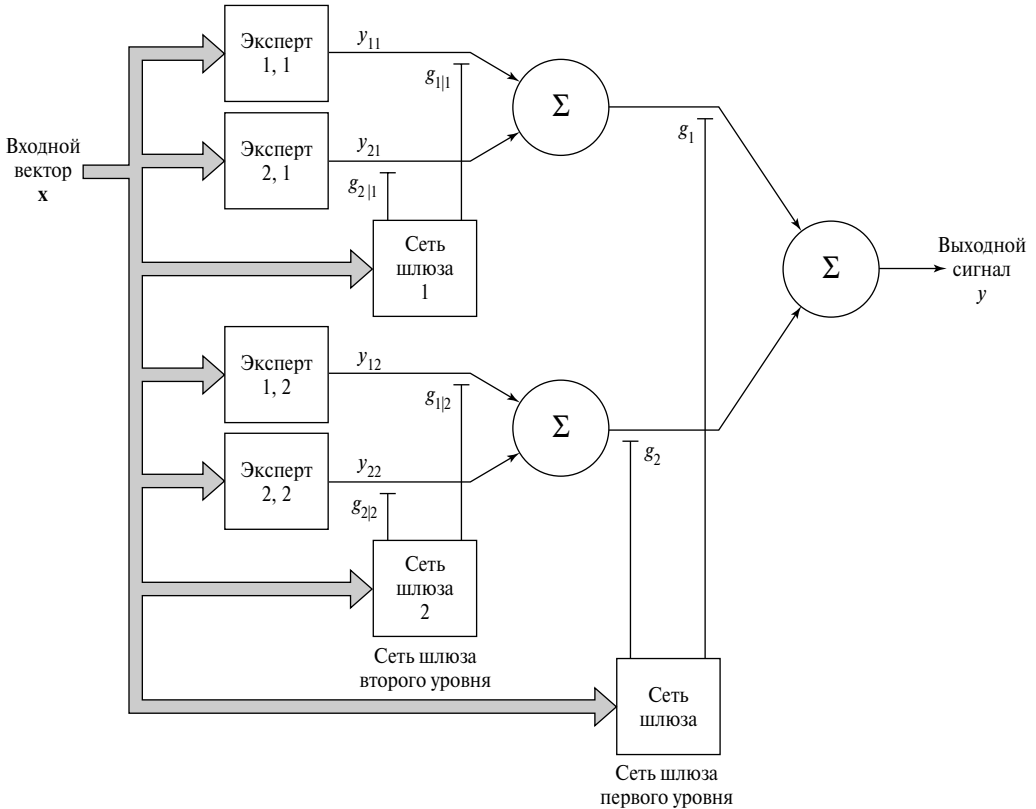 Эксперт
1, 1
y11
g1|1
Σ
Входной
вектор
x
Эксперт
2, 1
y21
g2|1
g1
Сеть
шлюза
1
Σ
Выходной
сигнал
y
Эксперт
1, 2
y12
g1|2
Σ
Эксперт
2, 2
y22
g2|2
g2
Сеть
шлюза
2
Сеть шлюза
второго уровня
Сеть
шлюза
Сеть шлюза
первого уровня